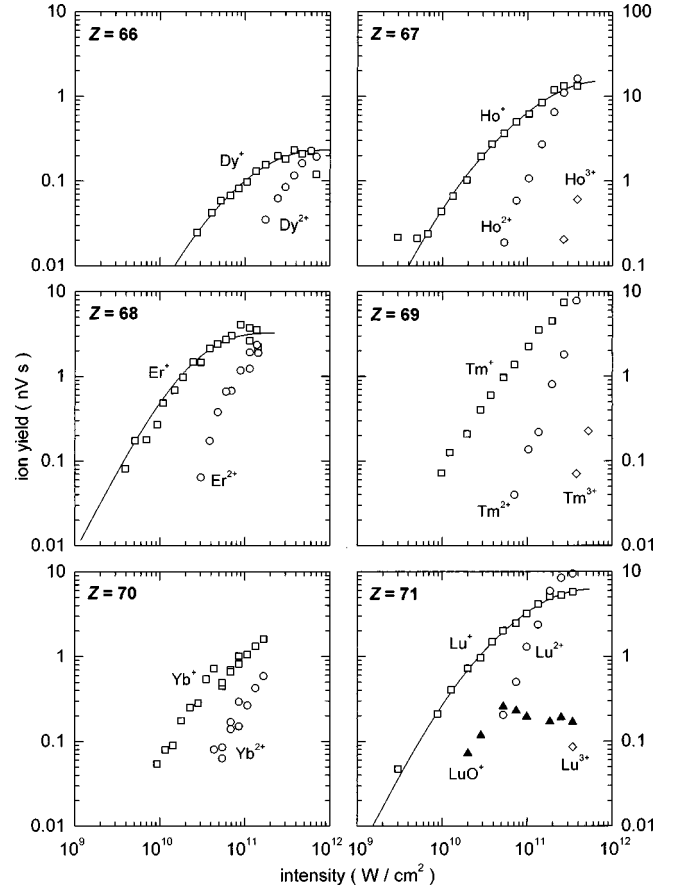 10
1
0.1
0.01
Z = 66
Dy+
Dy2+
100
10
1
0.1
Z = 67
Ho+
Ho2+
Ho3+
10
1
0.1
0.01
Z = 68
Er+
Er2+
10
1
0.1
0.01
Z = 69
Tm+
Tm2+
Tm3+
ion yield ( nV s )
10
1
0.1
0.01
Z = 70
Yb+
Yb2+
10
1
0.1
0.01
Z = 71
Lu+
Lu2+
LuO+
Lu3+
10^9 10^10 10^11 10^12
10^10 10^11 10^12
intensity ( W / cm^2 )